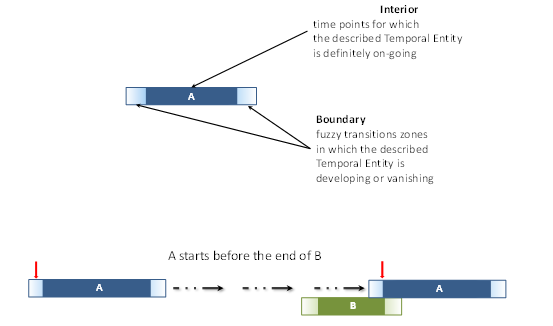 Interior
time points for which
the described Temporal Entity
is definitely on-going
A
Boundary
fuzzy transitions zones
in which the described
Temporal Entity is
developing or vanishing
A starts before the end of B
A
A
B